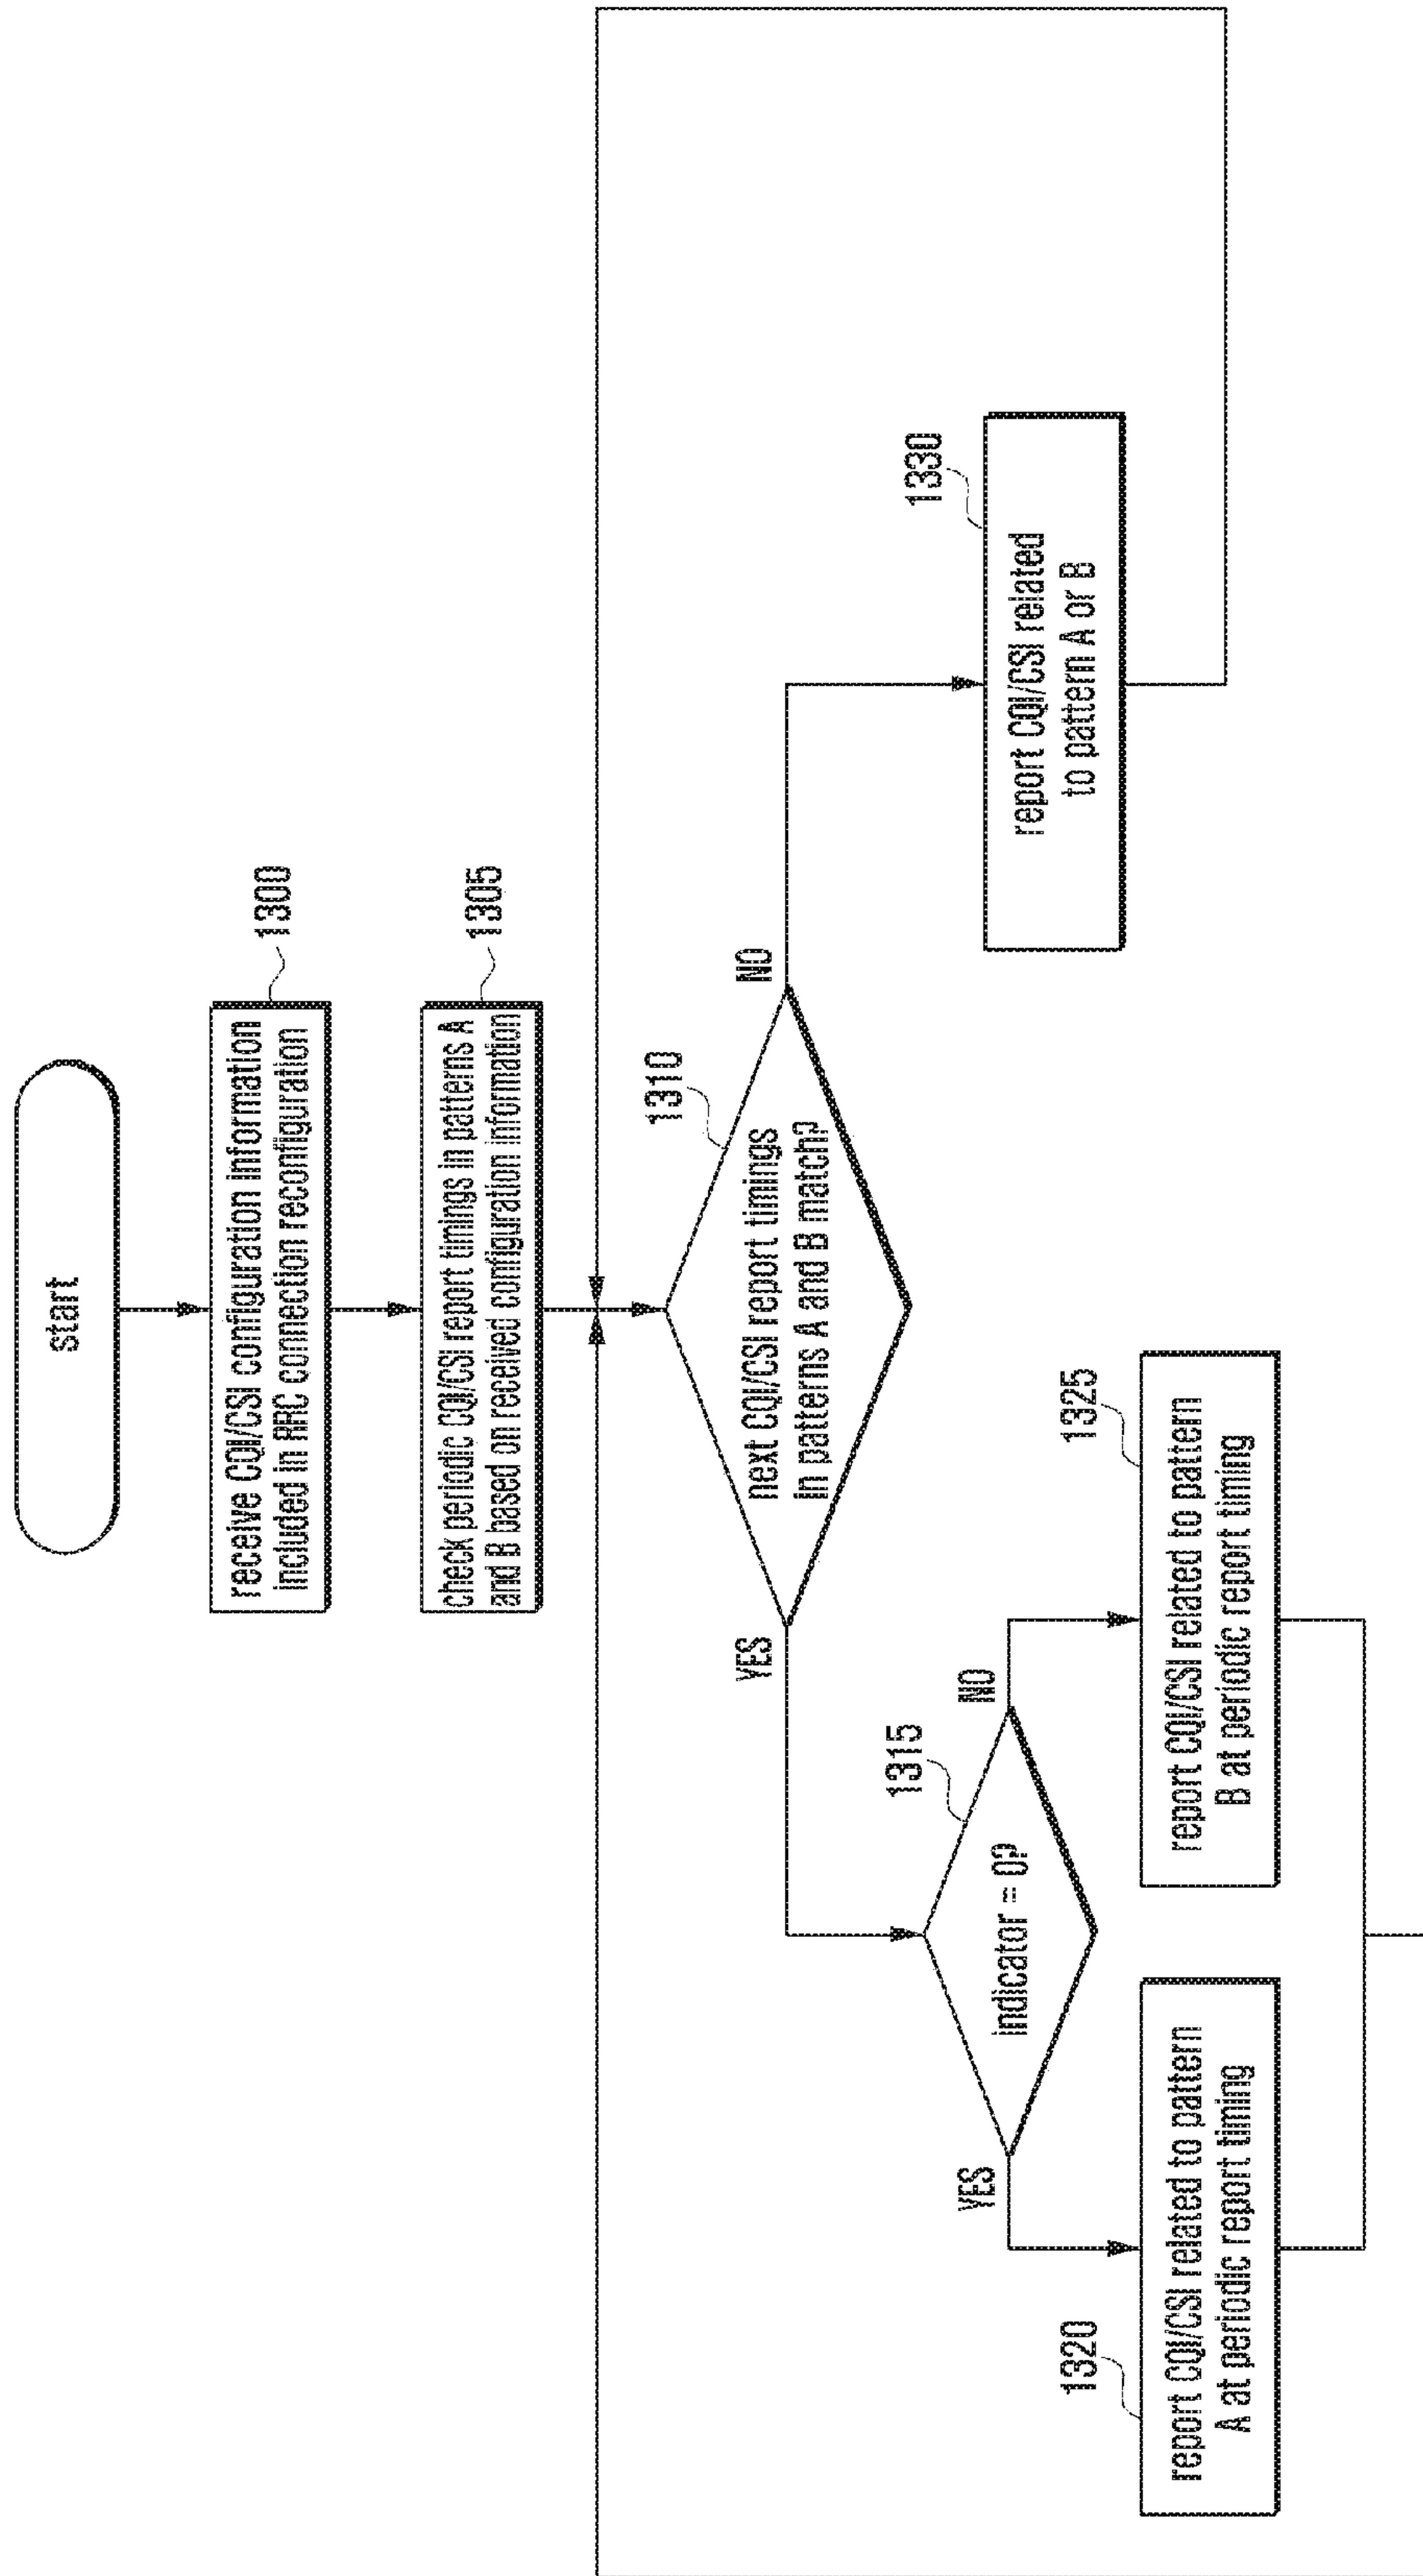 start
1300
receive CQI/CSI configuration information
included in RRC connection reconfiguration
1305
check periodic CQI/CSI report timings in patterns A
and B based on received configuration information
1310
next CQI/CSI report timings
in patterns A and B match?
YES
NO
1315
indicator = 0?
YES
NO
1320
report CQI/CSI related to pattern
A at periodic report timing
1325
report CQI/CSI related to pattern
B at periodic report timing
1330
report CQI/CSI related
to pattern A or B